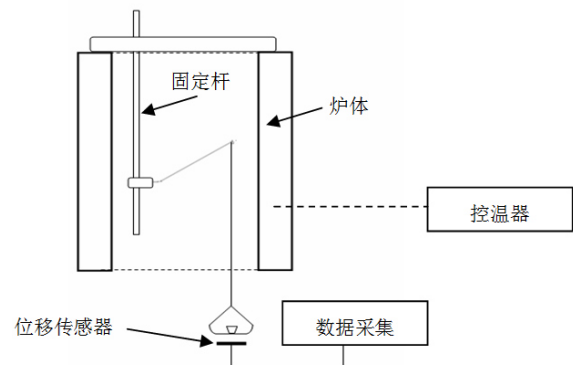 固定杆
炉体
控温器
位移传感器
数据采集